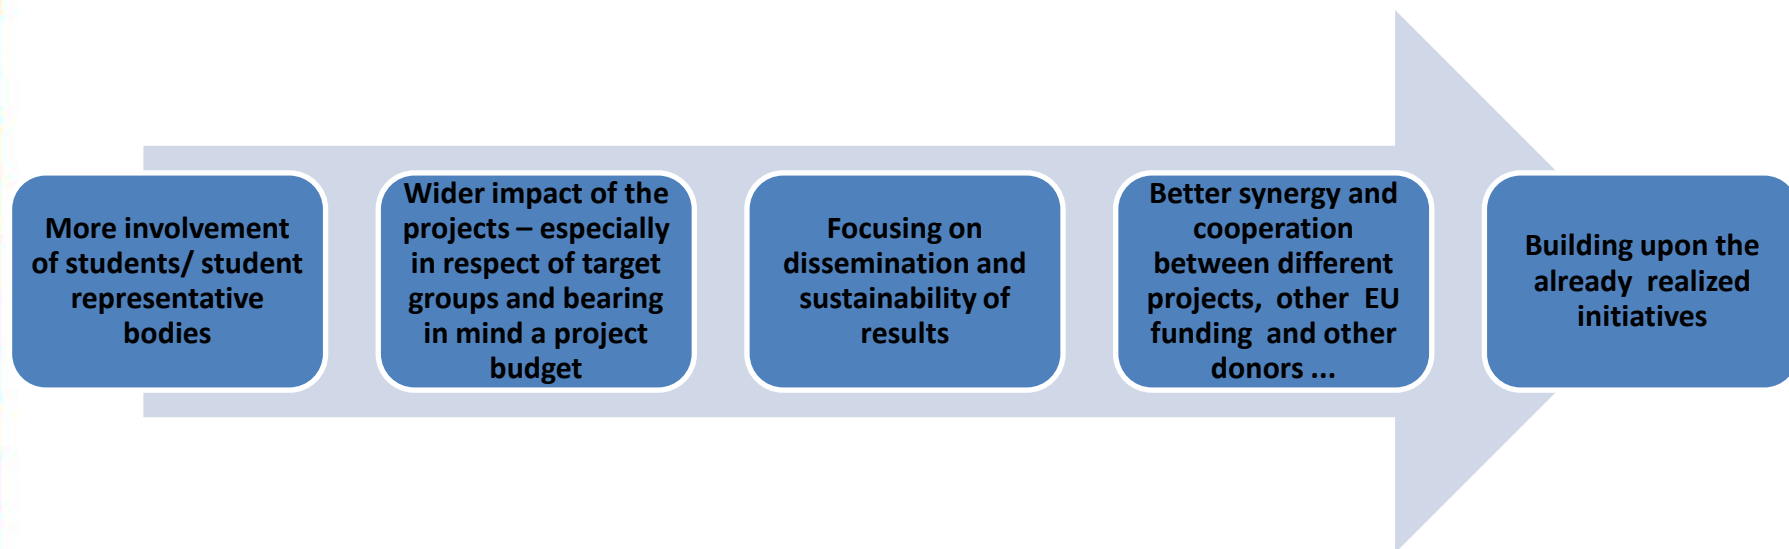 More involvement
of students/ student
representative
bodies
Wider impact of the
projects – especially
in respect of target
groups and bearing
in mind a project
budget
Focusing on
dissemination and
sustainability of
results
Better synergy and
cooperation
between different
projects, other EU
funding and other
donors ...
Building upon the
already realized
initiatives